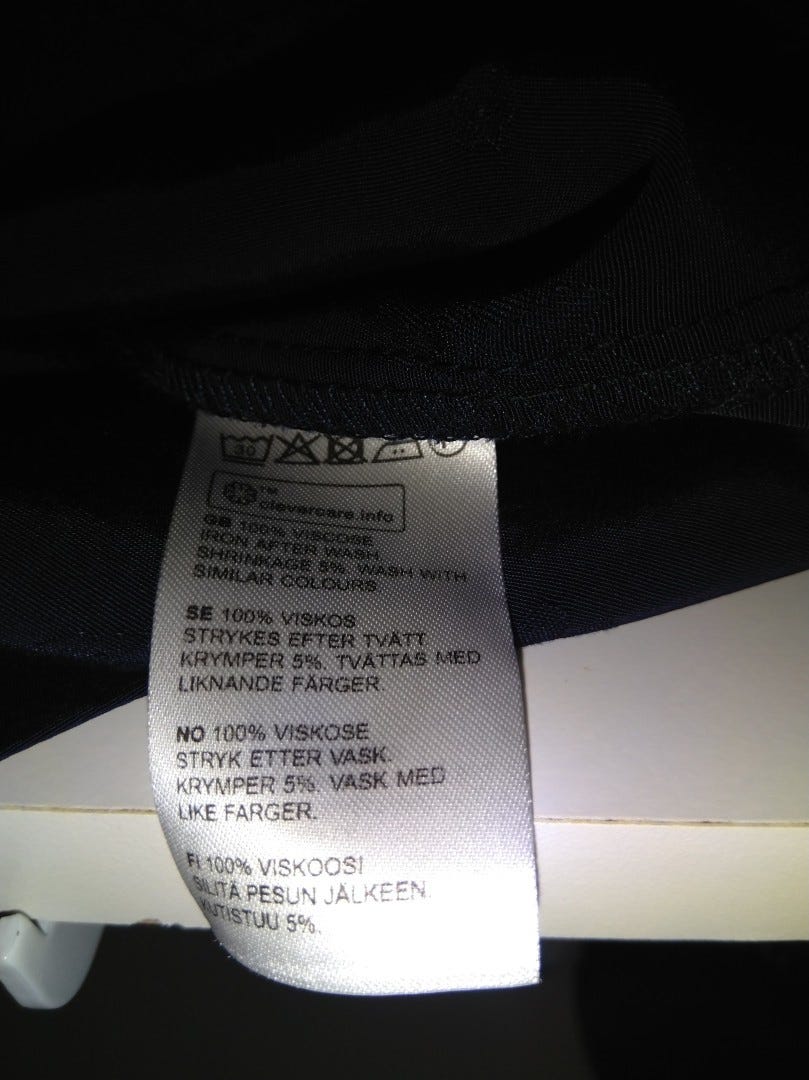 30
™
clevercare.info
GB 100% VISCOSE
IRON AFTER WASH
SHRINKAGE 5%. WASH WITH
SIMILAR COLOURS
SE 100% VISKOS
STRYKES EFTER TVÄTT
KRYMPER 5%. TVÄTTAS MED
LIKNANDE FÄRGER.
NO 100% VISKOSE
STRYK ETTER VASK.
KRYMPER 5%. VASK MED
LIKE FARGER.
FI 100% VISKOOSI
SILITÄ PESUN JÄLKEEN.
KUTISTUU 5%.